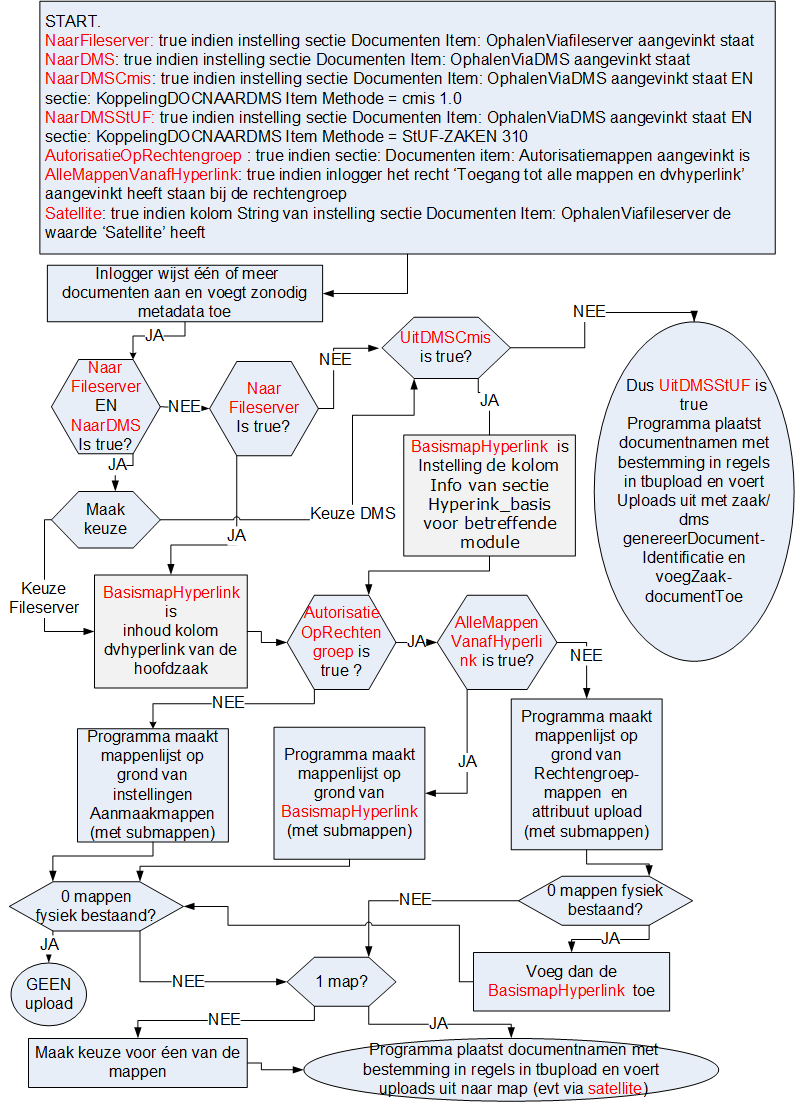 START.
NaarFileserver: true indien instelling sectie Documenten Item: OphalenViafileserver aangevinkt staat
NaarDMS: true indien instelling sectie Documenten Item: OphalenViaDMS aangevinkt staat
NaarDMSCmis: true indien instelling sectie Documenten Item: OphalenViaDMS aangevinkt staat EN
sectie: KoppelingDOCNAARDMS Item Methode = cmis 1.0
NaarDMSStUF: true indien instelling sectie Documenten Item: OphalenViaDMS aangevinkt staat EN
sectie: KoppelingDOCNAARDMS Item Methode = StUF-ZAKEN 310
AutorisatieOpRechtengroep : true indien sectie: Documenten item: Autorisatiemappen aangevinkt is
AlleMappenVanafHyperlink: true indien inlogger het recht ‘Toegang tot alle mappen en dvhyperlink’
aangevinkt heeft staan bij de rechtengroep
Satellite: true indien kolom String van instelling sectie Documenten Item: OphalenViafileserver de
waarde ‘Satellite’ heeft
Inlogger wijst één of meer
documenten aan en voegt zonodig
metadata toe
JA
Naar
Fileserver
EN
NaarDMS
Is true?
NEE
Naar
Fileserver
Is true?
NEE
UitDMSCmis
is true?
NEE
Dus UitDMSStUF is
true
Programma plaatst
documentnamen met
bestemming in regels
in tbupload en voert
Uploads uit met zaak/
dms
genereerDocument-
Identificatie en
voegZaak-
documentToe
JA
BasismapHyperlink is
Instelling de kolom
Info van sectie
Hyperink_basis
voor betreffende
module
JA
Maak
keuze
Keuze DMS
JA
Keuze
Fileserver
BasismapHyperlink
is
inhoud kolom
dvhyperlink van de
hoofdzaak
Autorisatie
OpRechten
groep is
true ?
JA
AlleMappen
VanafHyperli
nk is true?
NEE
NEE
JA
Programma maakt
mappenlijst op
grond van
instellingen
Aanmaakmappen
(met submappen)
Programma maakt
mappenlijst op
grond van
BasismapHyperlink
(met submappen)
Programma maakt
mappenlijst op
grond van
Rechtengroep-
mappen en
attribuut upload
(met submappen)
0 mappen
fysiek bestaand?
NEE
0 mappen fysiek
bestaand?
JA
JA
GEEN
upload
NEE
1 map?
Voeg dan de
BasismapHyperlink toe
NEE
JA
Maak keuze voor éen van de
mappen
Programma plaatst documentnamen met
bestemming in regels in tbupload en voert
uploads uit naar map (evt via satellite)